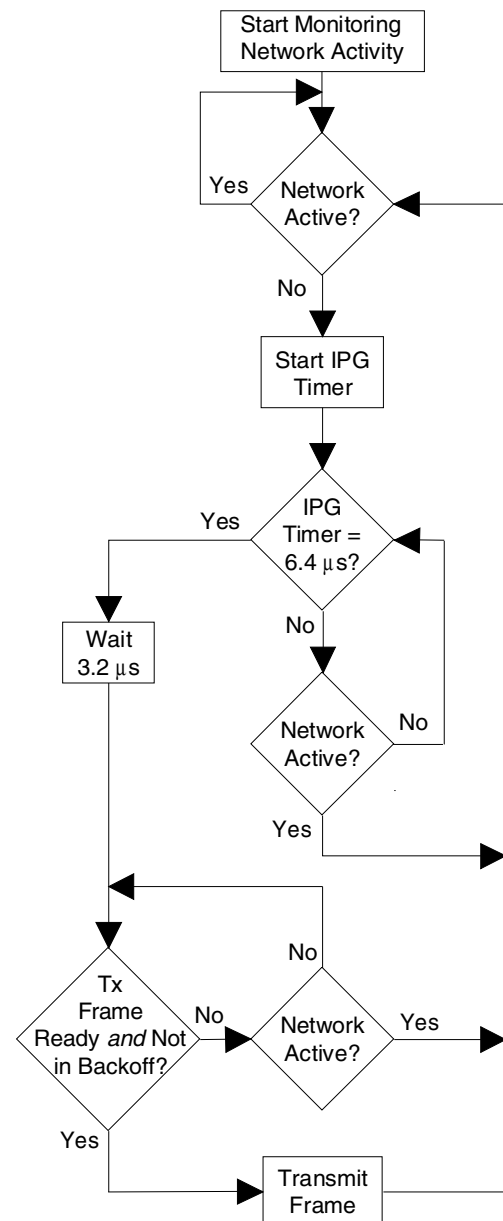 Start Monitoring
Network Activity
Yes
Network
Active?
No
Start IPG
Timer
Yes
IPG
Timer =
6.4 μs?
No
Wait
3.2 μs
Network
Active?
No
Yes
No
Tx
Frame
Ready and Not
in Backoff?
No
Network
Active?
Yes
Yes
Transmit
Frame